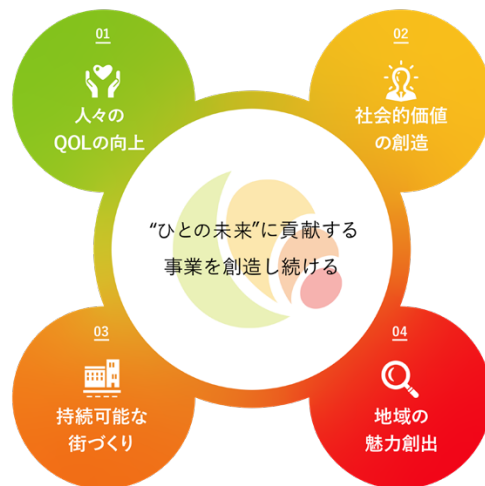 01
人々の
QOLの向上
02
社会的価値
の創造
“ひとの未来”に貢献する
事業を創造し続ける
03
持続可能な
街づくり
04
地域の
魅力創出